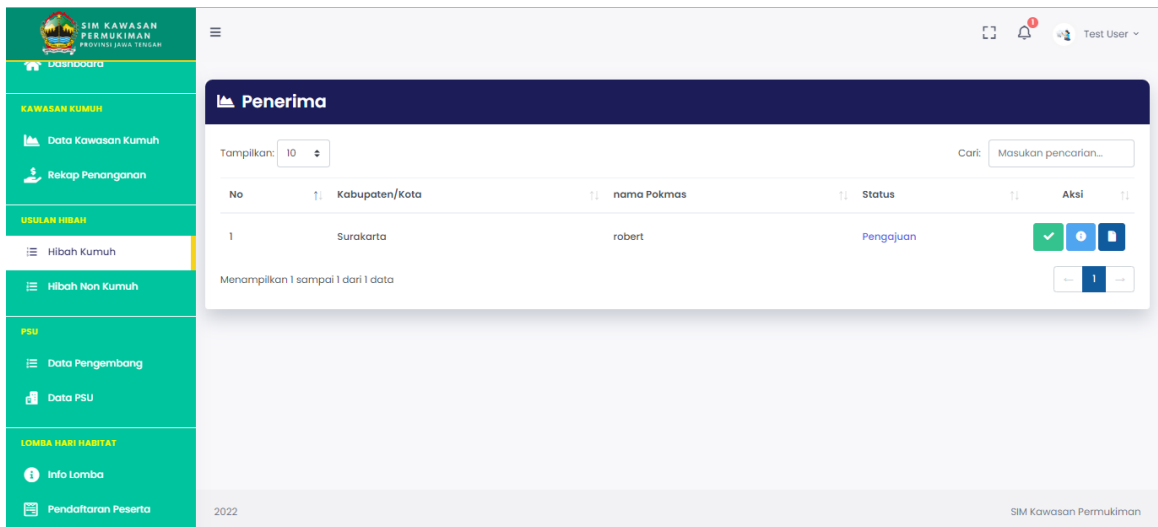 SIM KAWASAN
PERMUKIMAN
PROVINSI JAWA TENGAH
1
Test User
Dashboard
KAWASAN KUMUH
Data Kawasan Kumuh
Rekap Penanganan
USULAN HIBAH
Hibah Kumuh
Hibah Non Kumuh
PSU
Data Pengembang
Data PSU
LOMBA HARI HABITAT
Info Lomba
Pendaftaran Peserta
Penerima
Tampilkan: 10 Cari: Masukan pencarian...
No Kabupaten/Kota nama Pokmas Status Aksi
1 Surakarta robert Pengajuan
Menampilkan 1 sampai 1 dari 1 data ← 1 →
2022 SIM Kawasan Permukiman